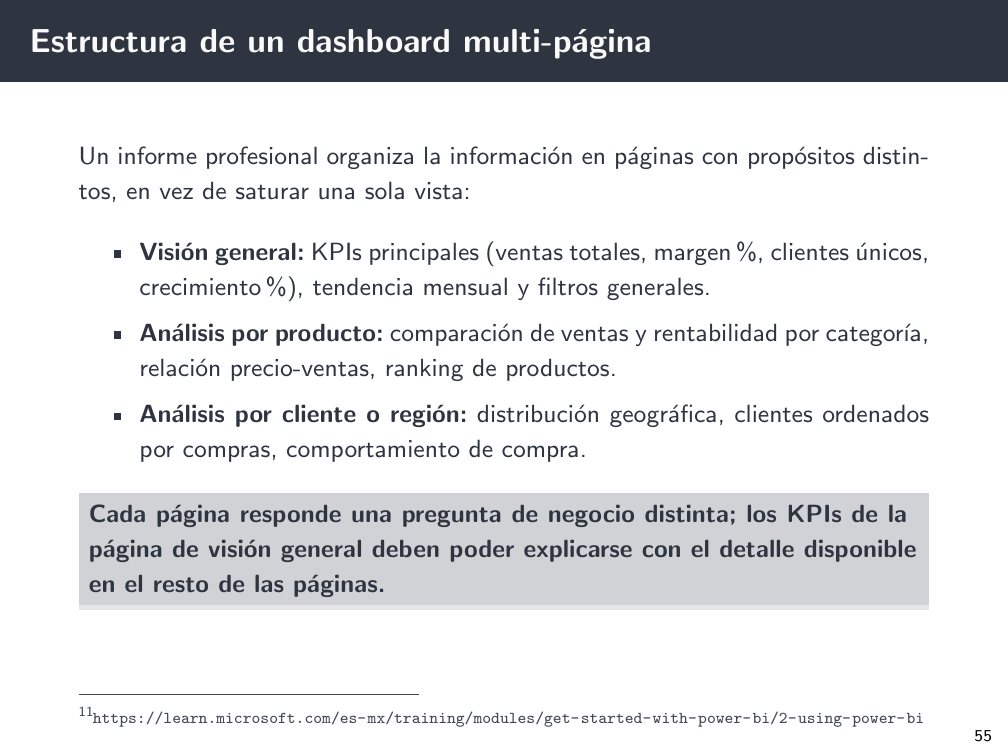 Estructura de un dashboard multi-página
Un informe profesional organiza la información en páginas con propósitos distin-
tos, en vez de saturar una sola vista:
▪ Visión general: KPIs principales (ventas totales, margen %, clientes únicos,
crecimiento %), tendencia mensual y filtros generales.
▪ Análisis por producto: comparación de ventas y rentabilidad por categoría,
relación precio-ventas, ranking de productos.
▪ Análisis por cliente o región: distribución geográfica, clientes ordenados
por compras, comportamiento de compra.
Cada página responde una pregunta de negocio distinta; los KPIs de la
página de visión general deben poder explicarse con el detalle disponible
en el resto de las páginas.
11https://learn.microsoft.com/es-mx/training/modules/get-started-with-power-bi/2-using-power-bi
55